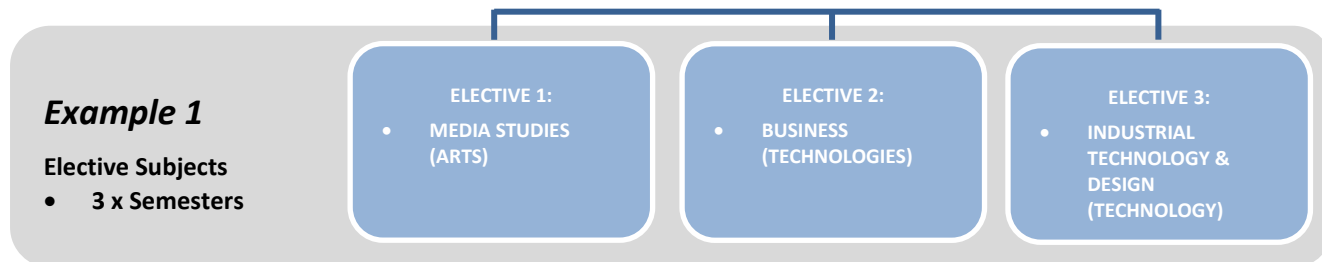 Example 1
Elective Subjects
• 3 x Semesters
ELECTIVE 1:
• MEDIA STUDIES
(ARTS)
ELECTIVE 2:
• BUSINESS
(TECHNOLOGIES)
ELECTIVE 3:
• INDUSTRIAL
TECHNOLOGY &
DESIGN
(TECHNOLOGY)